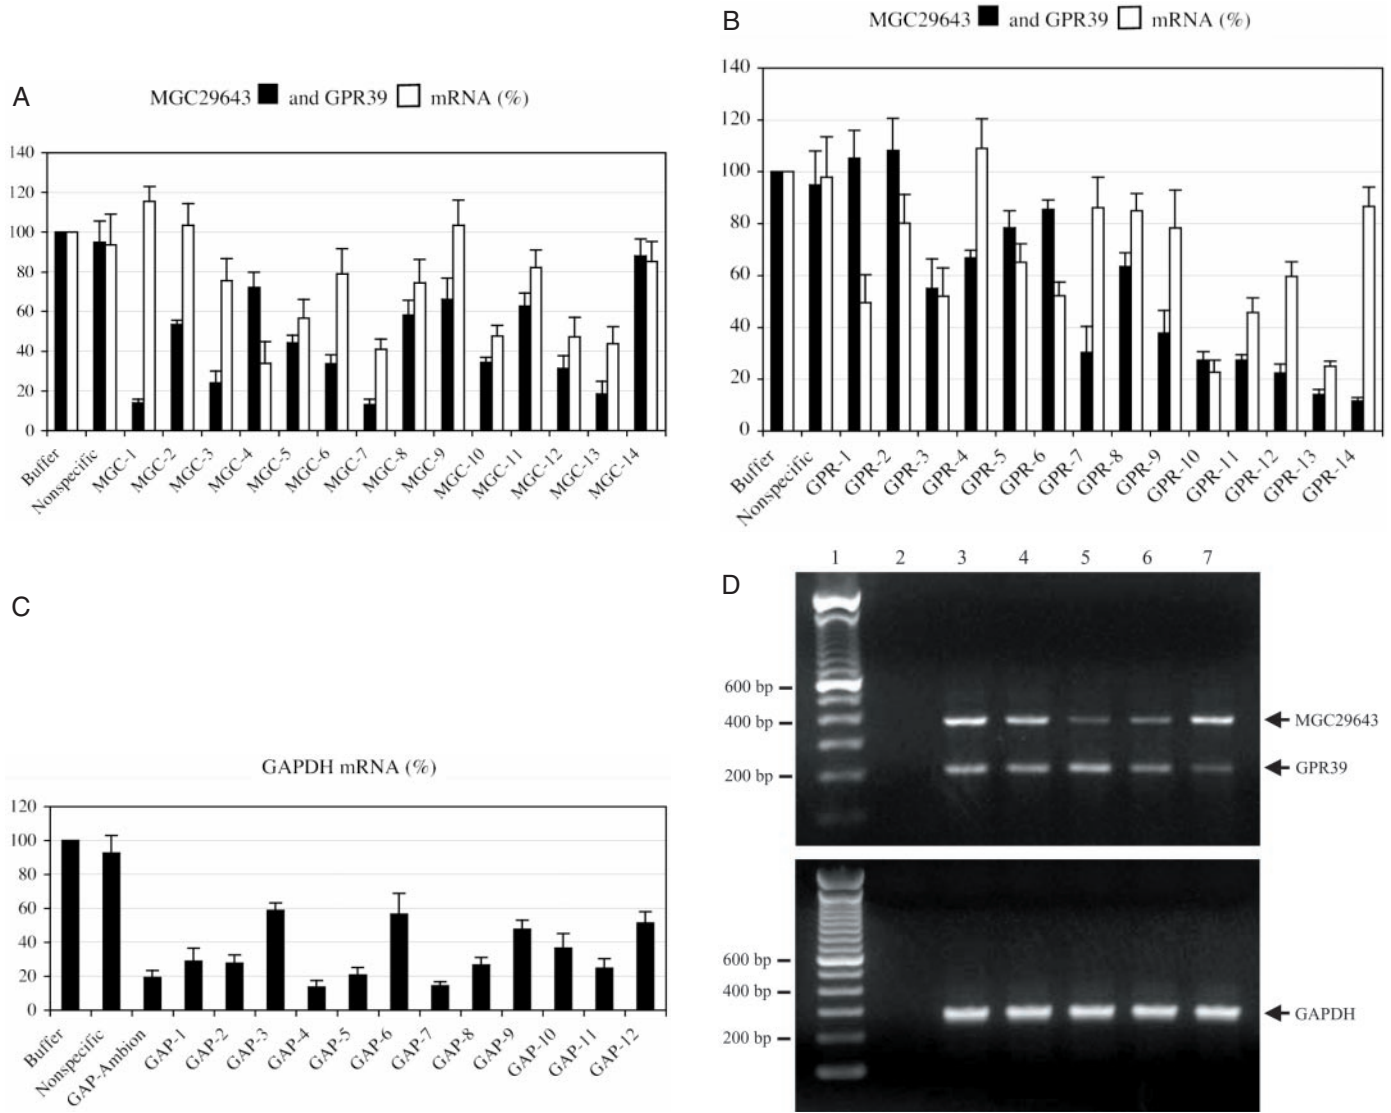 A
MGC29643 and GPR39 mRNA (%)
140
120
100
80
60
40
20
0
Buffer
Nonspecific
MGC-1
MGC-2
MGC-3
MGC-4
MGC-5
MGC-6
MGC-7
MGC-8
MGC-9
MGC-10
MGC-11
MGC-12
MGC-13
MGC-14
B
MGC29643 and GPR39 mRNA (%)
140
120
100
80
60
40
20
0
Buffer
Nonspecific
GPR-1
GPR-2
GPR-3
GPR-4
GPR-5
GPR-6
GPR-7
GPR-8
GPR-9
GPR-10
GPR-11
GPR-12
GPR-13
GPR-14
C
GAPDH mRNA (%)
120
100
80
60
40
20
0
Buffer
Nonspecific
GAP-Ambion
GAP-1
GAP-2
GAP-3
GAP-4
GAP-5
GAP-6
GAP-7
GAP-8
GAP-9
GAP-10
GAP-11
GAP-12
D
1 2 3 4 5 6 7
600 bp
400 bp
200 bp
MGC29643
GPR39
600 bp
400 bp
200 bp
GAPDH